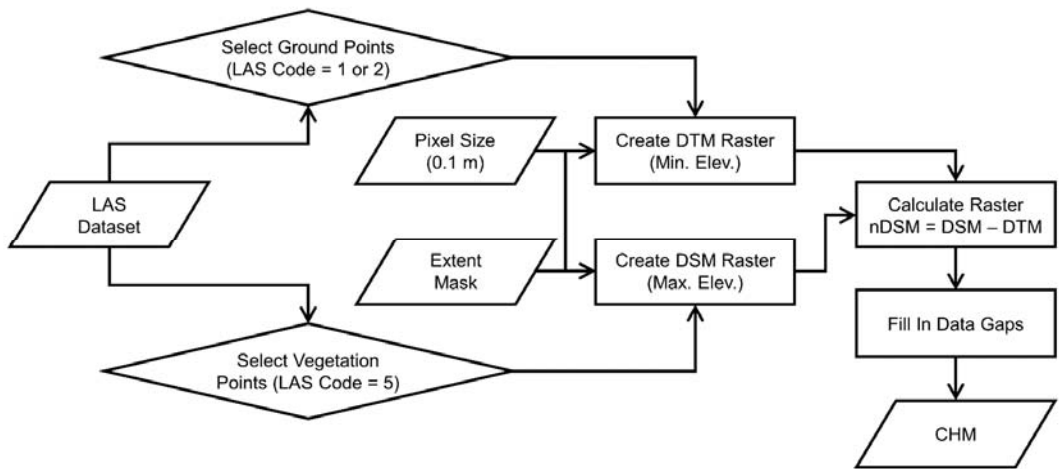 Select Ground Points
(LAS Code = 1 or 2)
Pixel Size
(0.1 m)
Create DTM Raster
(Min. Elev.)
LAS
Dataset
Calculate Raster
nDSM = DSM – DTM
Extent
Mask
Create DSM Raster
(Max. Elev.)
Fill In Data Gaps
Select Vegetation
Points (LAS Code = 5)
CHM